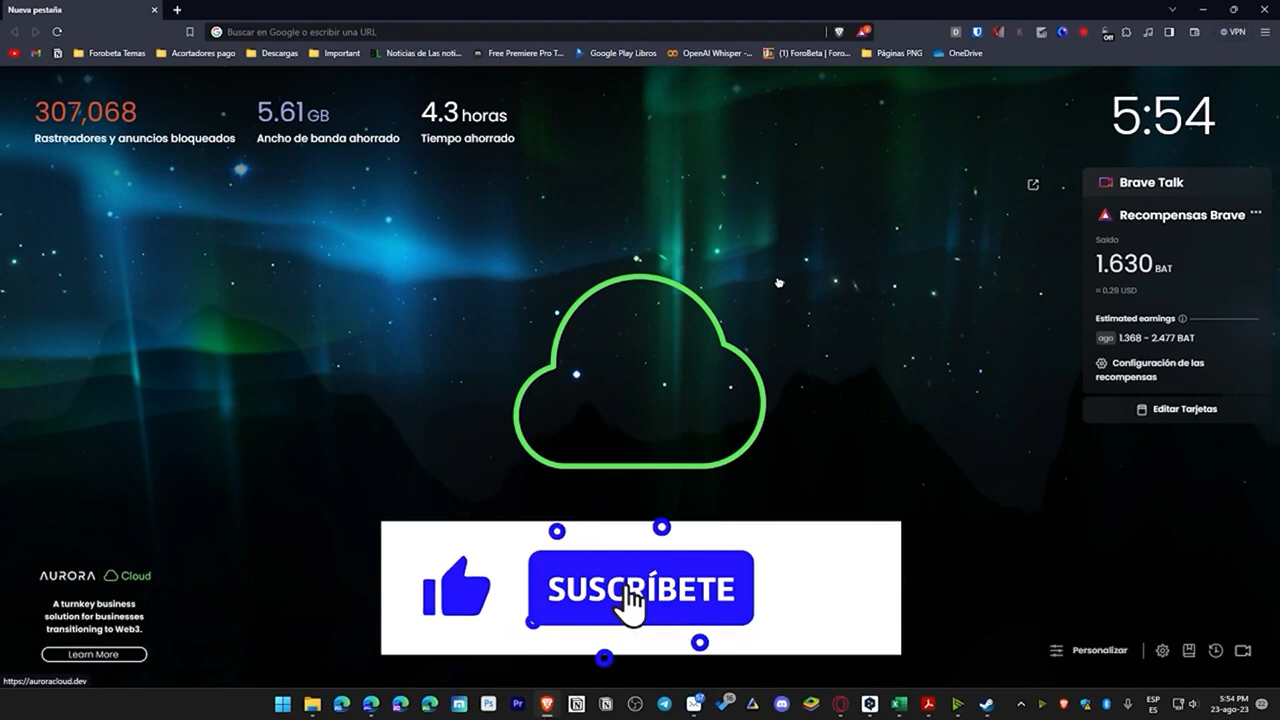 Nueva pestaña
Buscar en Google o escribir una URL
VPN
Forobeta Temas
Acortadores pago
Descargas
Important
Noticias de Las noti...
Free Premiere Pro T...
Google Play Libros
OpenAI Whisper -...
(1) ForoBeta | Foro...
Páginas PNG
OneDrive
307,068
Rastreadores y anuncios bloqueados
5.61 GB
Ancho de banda ahorrado
4.3 horas
Tiempo ahorrado
5:54
Brave Talk
Recompensas Brave
Saldo
1.630 BAT
≈ 0.29 USD
Estimated earnings
ago 1.368 - 2.477 BAT
Configuración de las
recompensas
Editar Tarjetas
SUSCRÍBETE
AURORA Cloud
A turnkey business
solution for businesses
transitioning to Web3.
Learn More
Personalizar
https://auroracloud.dev
ESP
ES
5:54 PM
23-ago-23